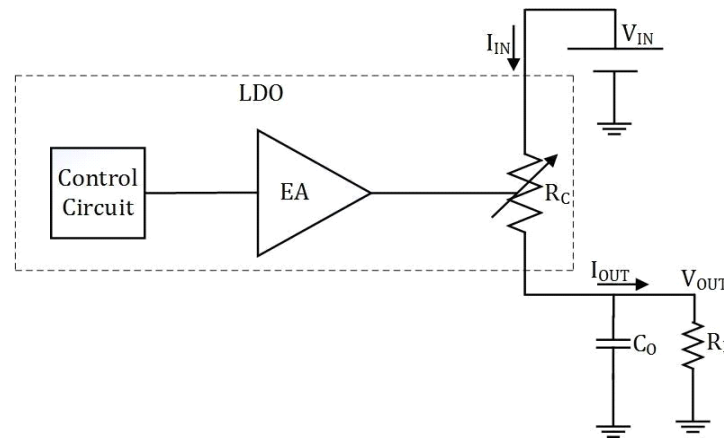 I_IN
V_IN
LDO
Control
Circuit
EA
R_C
I_OUT
V_OUT
C_O